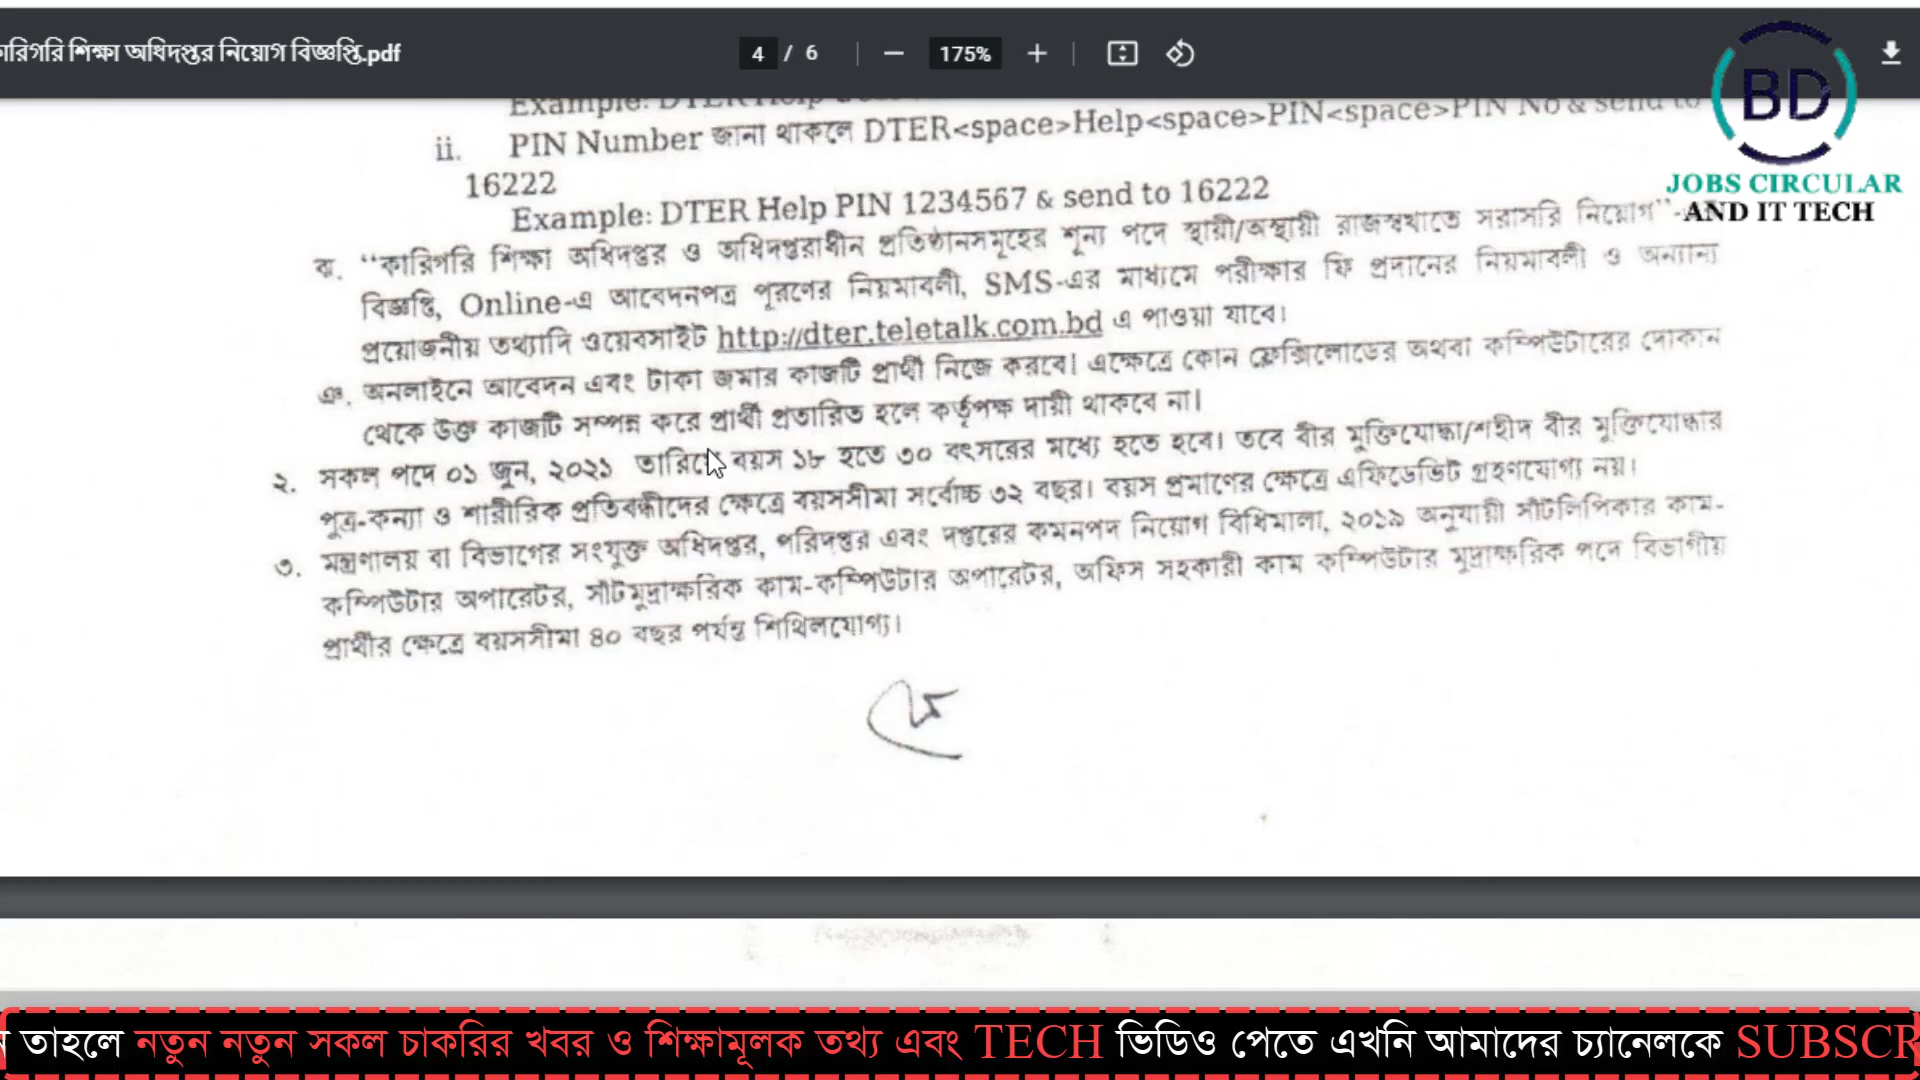 কারিগরি শিক্ষা অধিদপ্তর নিয়োগ বিজ্ঞপ্তি.pdf
4 / 6
175%
BD
JOBS CIRCULAR
AND IT TECH
Example: DTER Help
ii. PIN Number জানা থাকলে DTER<space>Help<space>PIN<space>PIN No & send to
16222
Example: DTER Help PIN 1234567 & send to 16222
ঝ. “কারিগরি শিক্ষা অধিদপ্তর ও অধিদপ্তরাধীন প্রতিষ্ঠানসমূহের শূন্য পদে স্থায়ী/অস্থায়ী রাজস্বখাতে সরাসরি নিয়োগ”-
বিজ্ঞপ্তি, Online-এ আবেদনপত্র পূরণের নিয়মাবলী, SMS-এর মাধ্যমে পরীক্ষার ফি প্রদানের নিয়মাবলী ও অন্যান্য
প্রয়োজনীয় তথ্যাদি ওয়েবসাইট http://dter.teletalk.com.bd এ পাওয়া যাবে।
ঞ. অনলাইনে আবেদন এবং টাকা জমার কাজটি প্রার্থী নিজে করবে। এক্ষেত্রে কোন ফ্লেক্সিলোডের অথবা কম্পিউটারের দোকান
থেকে উক্ত কাজটি সম্পন্ন করে প্রার্থী প্রতারিত হলে কর্তৃপক্ষ দায়ী থাকবে না।
২. সকল পদে ০১ জুন, ২০২১ তারিখে বয়স ১৮ হতে ৩০ বৎসরের মধ্যে হতে হবে। তবে বীর মুক্তিযোদ্ধা/শহীদ বীর মুক্তিযোদ্ধার
পুত্র-কন্যা ও শারীরিক প্রতিবন্ধীদের ক্ষেত্রে বয়সসীমা সর্বোচ্চ ৩২ বছর। বয়স প্রমাণের ক্ষেত্রে এফিডেভিট গ্রহণযোগ্য নয়।
৩. মন্ত্রণালয় বা বিভাগের সংযুক্ত অধিদপ্তর, পরিদপ্তর এবং দপ্তরের কমনপদ নিয়োগ বিধিমালা, ২০১৯ অনুযায়ী সাঁটলিপিকার কাম-
কম্পিউটার অপারেটর, সাঁটমুদ্রাক্ষরিক কাম-কম্পিউটার অপারেটর, অফিস সহকারী কাম কম্পিউটার মুদ্রাক্ষরিক পদে বিভাগীয়
প্রার্থীর ক্ষেত্রে বয়সসীমা ৪০ বছর পর্যন্ত শিথিলযোগ্য।
তাহলে নতুন নতুন সকল চাকরির খবর ও শিক্ষামূলক তথ্য এবং TECH ভিডিও পেতে এখনি আমাদের চ্যানেলকে SUBSCR